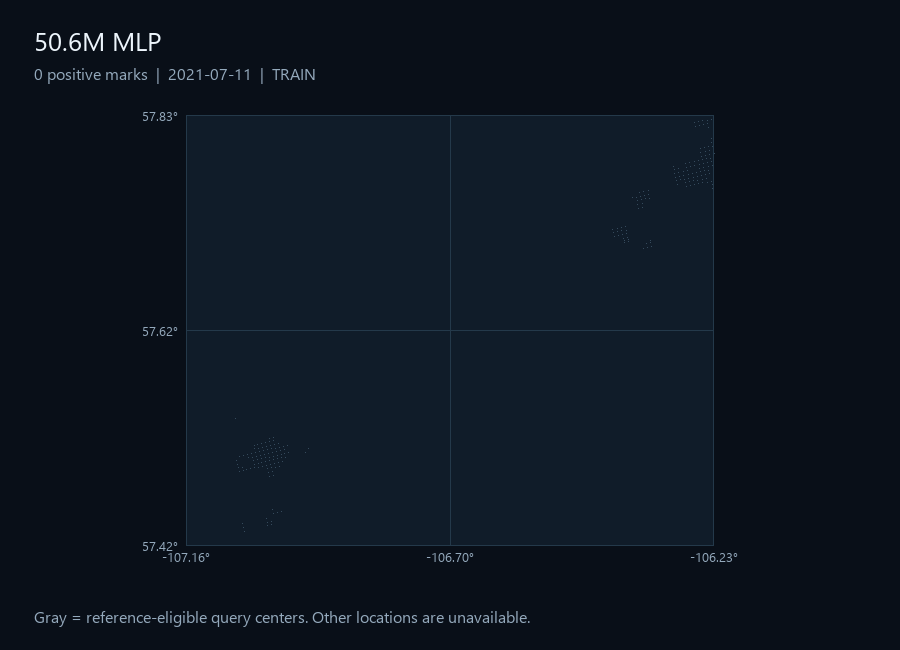 50.6M MLP
0 positive marks | 2021-07-11 | TRAIN
57.83°
57.62°
57.42°
-107.16°
-106.70°
-106.23°
Gray = reference-eligible query centers. Other locations are unavailable.